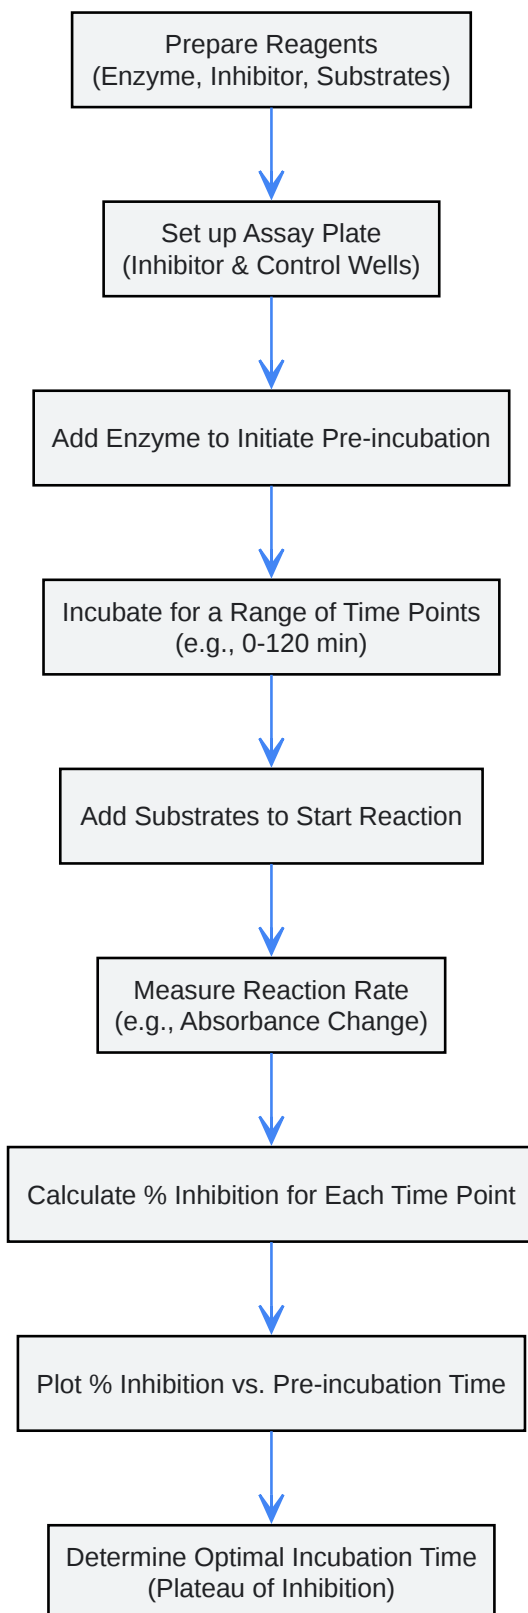 Prepare Reagents
(Enzyme, Inhibitor, Substrates)
Set up Assay Plate
(Inhibitor & Control Wells)
Add Enzyme to Initiate Pre-incubation
Incubate for a Range of Time Points
(e.g., 0-120 min)
Add Substrates to Start Reaction
Measure Reaction Rate
(e.g., Absorbance Change)
Calculate % Inhibition for Each Time Point
Plot % Inhibition vs. Pre-incubation Time
Determine Optimal Incubation Time
(Plateau of Inhibition)